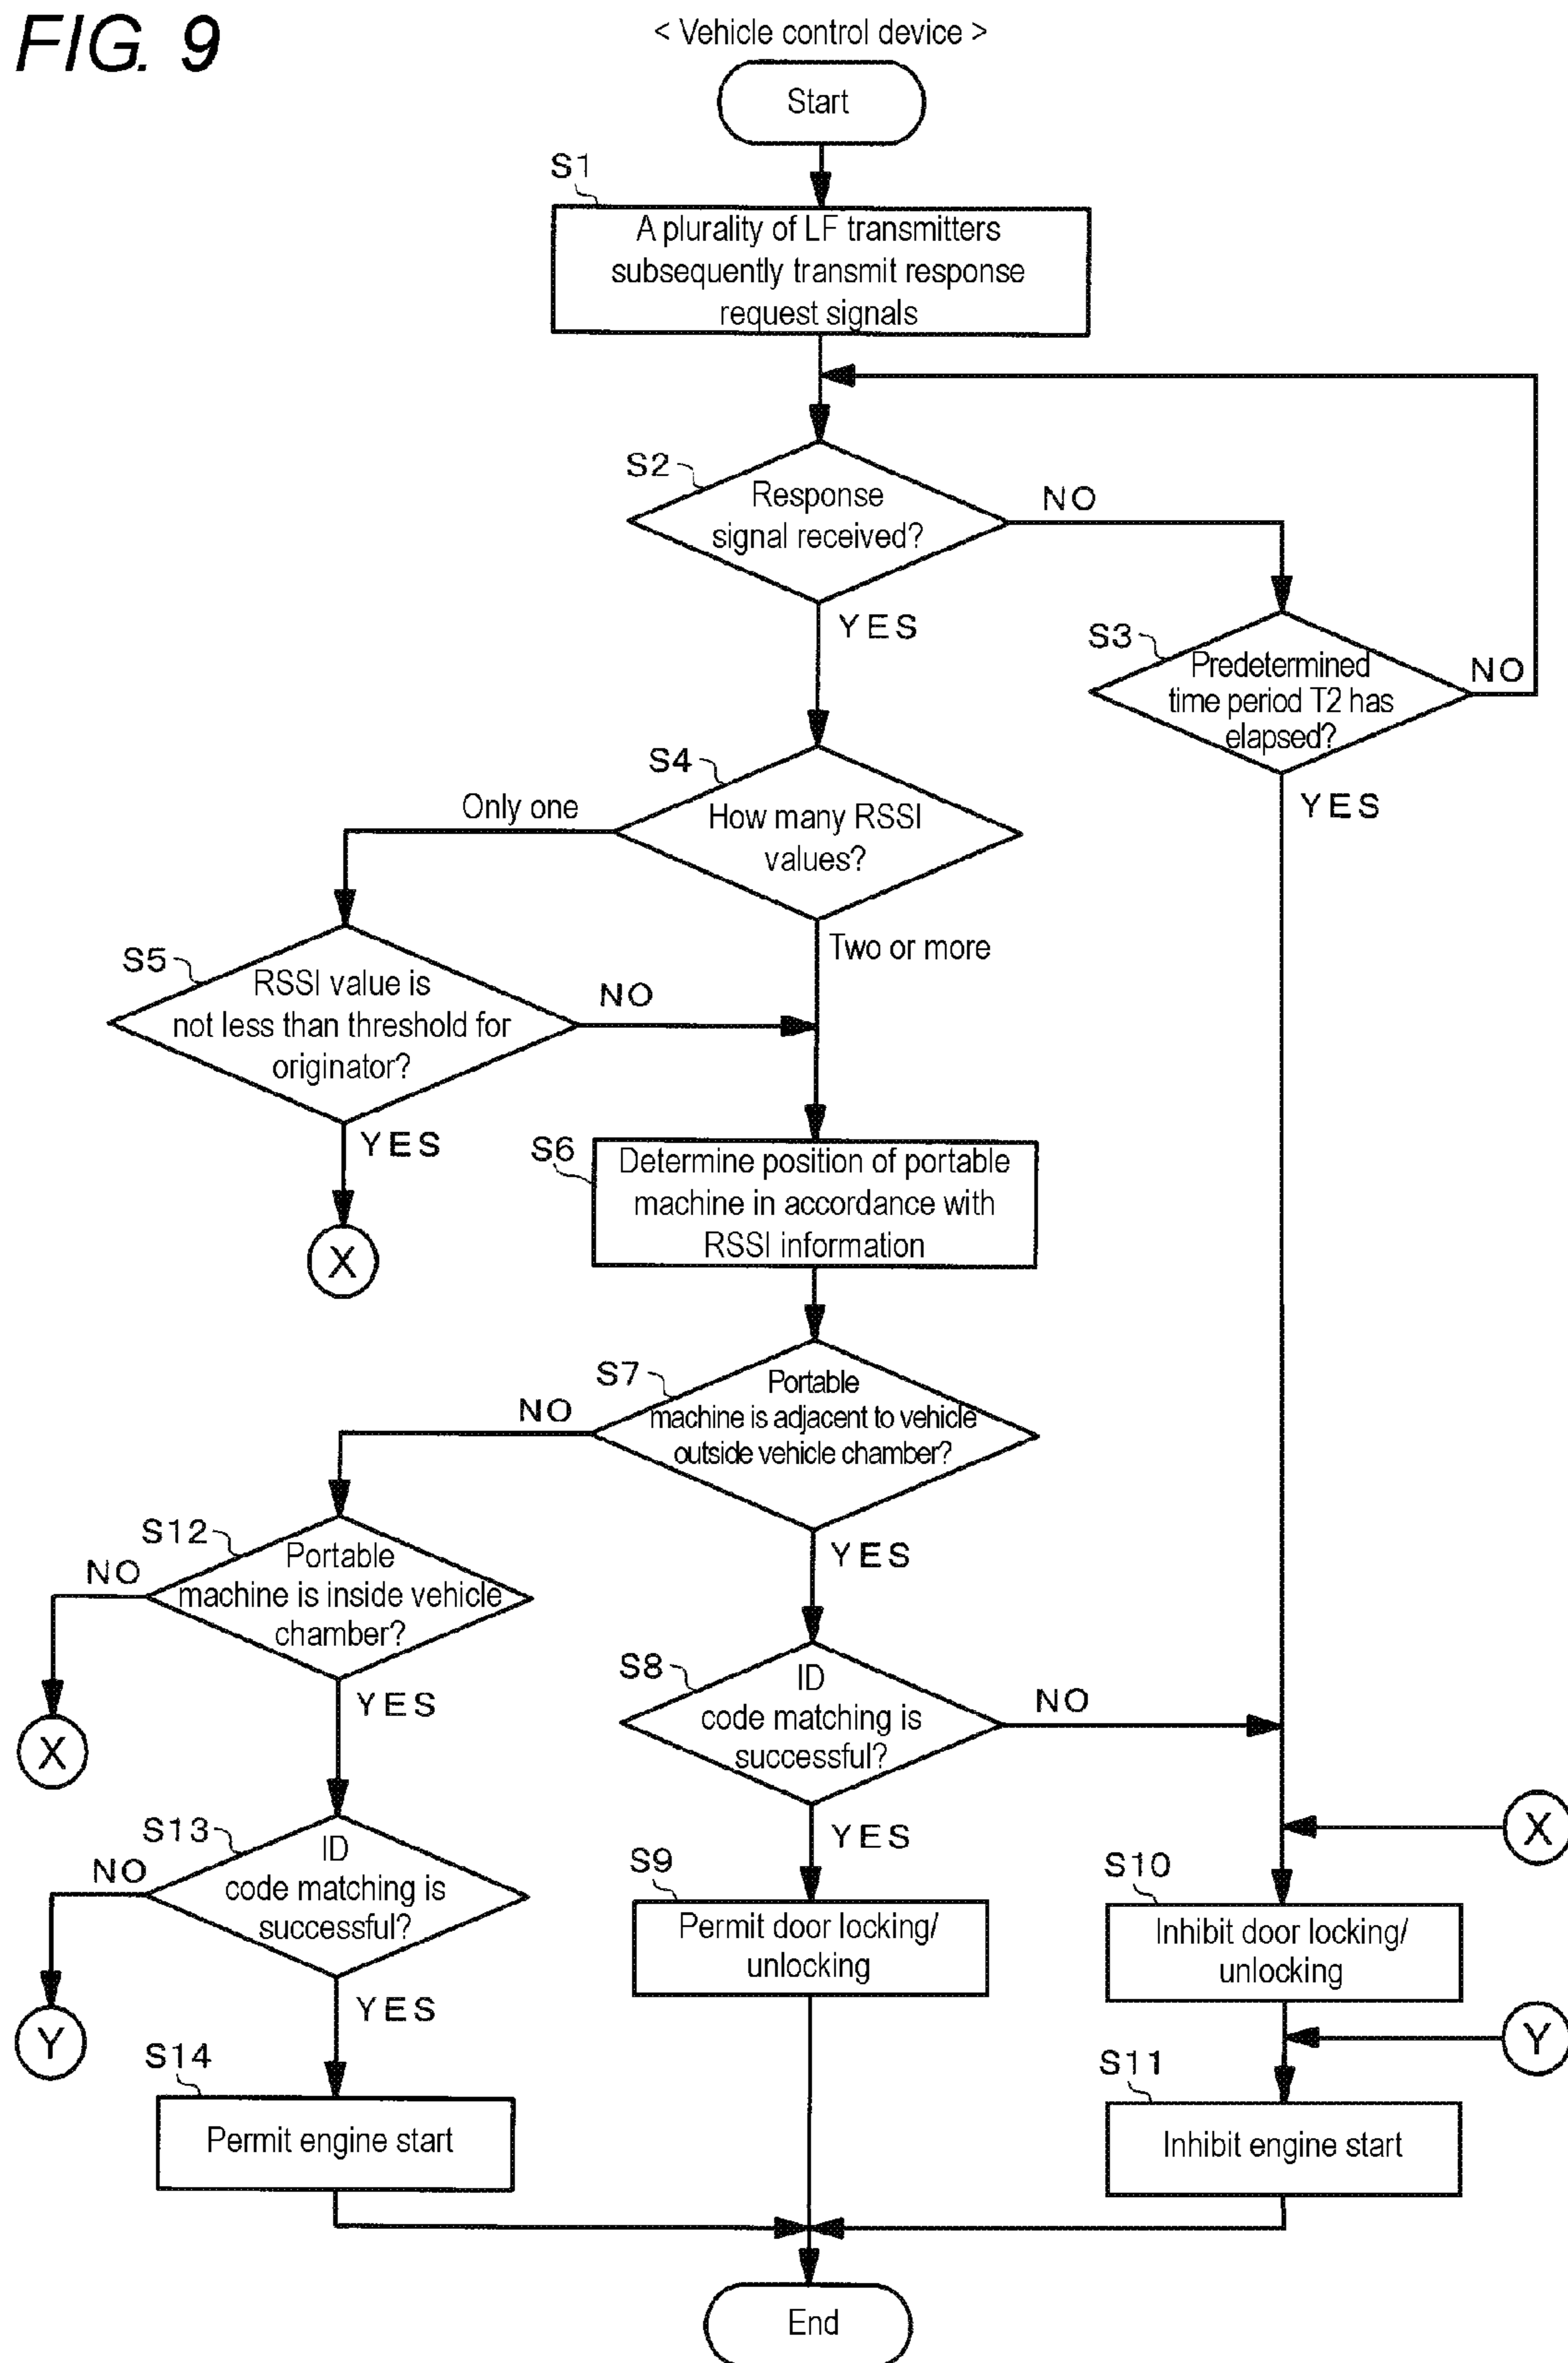 FIG. 9
< Vehicle control device >
Start
S1
A plurality of LF transmitters
subsequently transmit response
request signals
S2
Response
signal received?
NO
YES
S3
Predetermined
time period T2 has
elapsed?
NO
YES
S4
How many RSSI
values?
Only one
Two or more
S5
RSSI value is
not less than threshold for
originator?
NO
YES
X
S6
Determine position of portable
machine in accordance with
RSSI information
S7
Portable
machine is adjacent to vehicle
outside vehicle chamber?
NO
YES
S12
Portable
machine is inside vehicle
chamber?
NO
YES
X
S8
ID
code matching is
successful?
NO
YES
X
S13
ID
code matching is
successful?
NO
YES
Y
S9
Permit door locking/
unlocking
S10
Inhibit door locking/
unlocking
Y
S14
Permit engine start
S11
Inhibit engine start
End